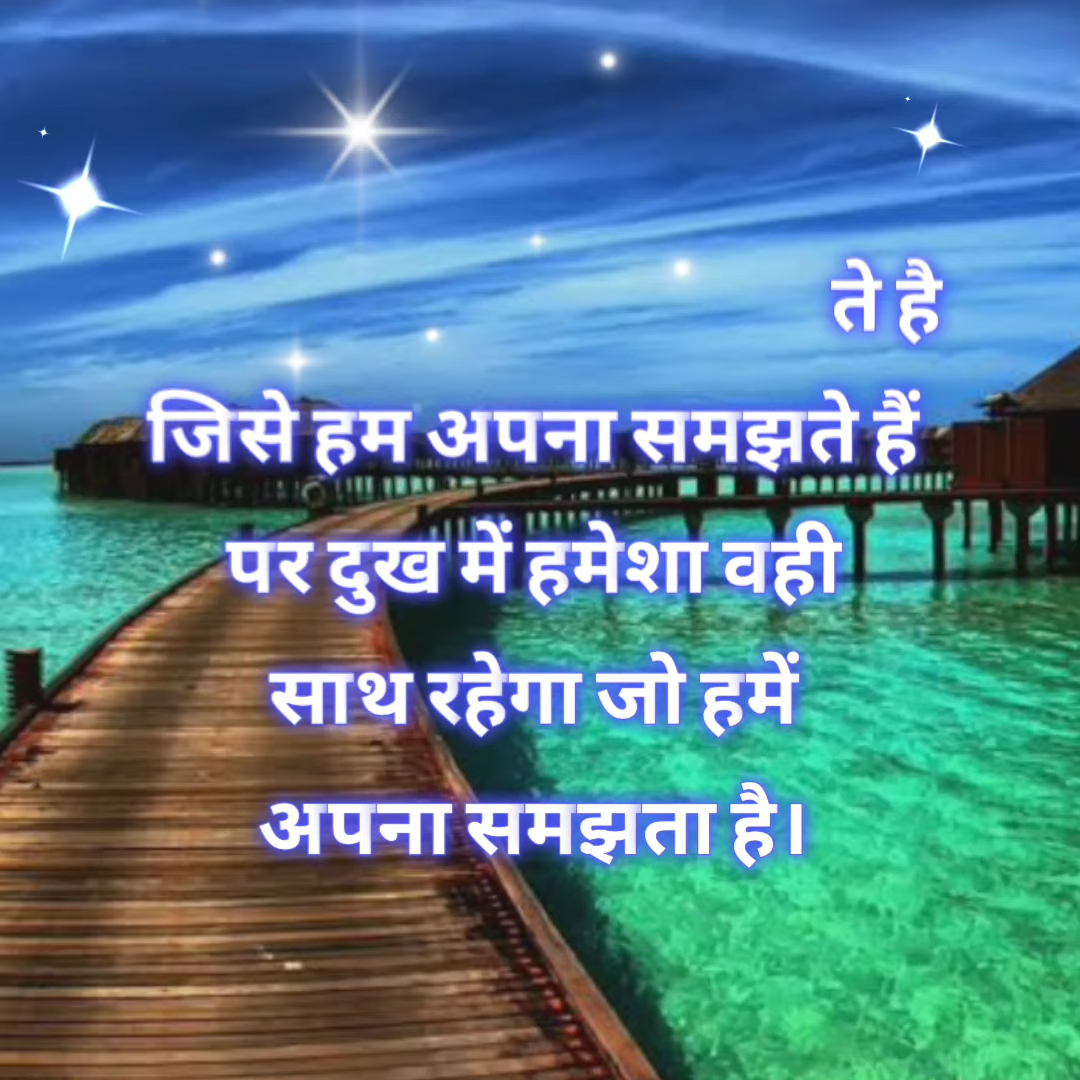 ते है
जिसे हम अपना समझते हैं
पर दुख में हमेशा वही
साथ रहेगा जो हमें
अपना समझता है।